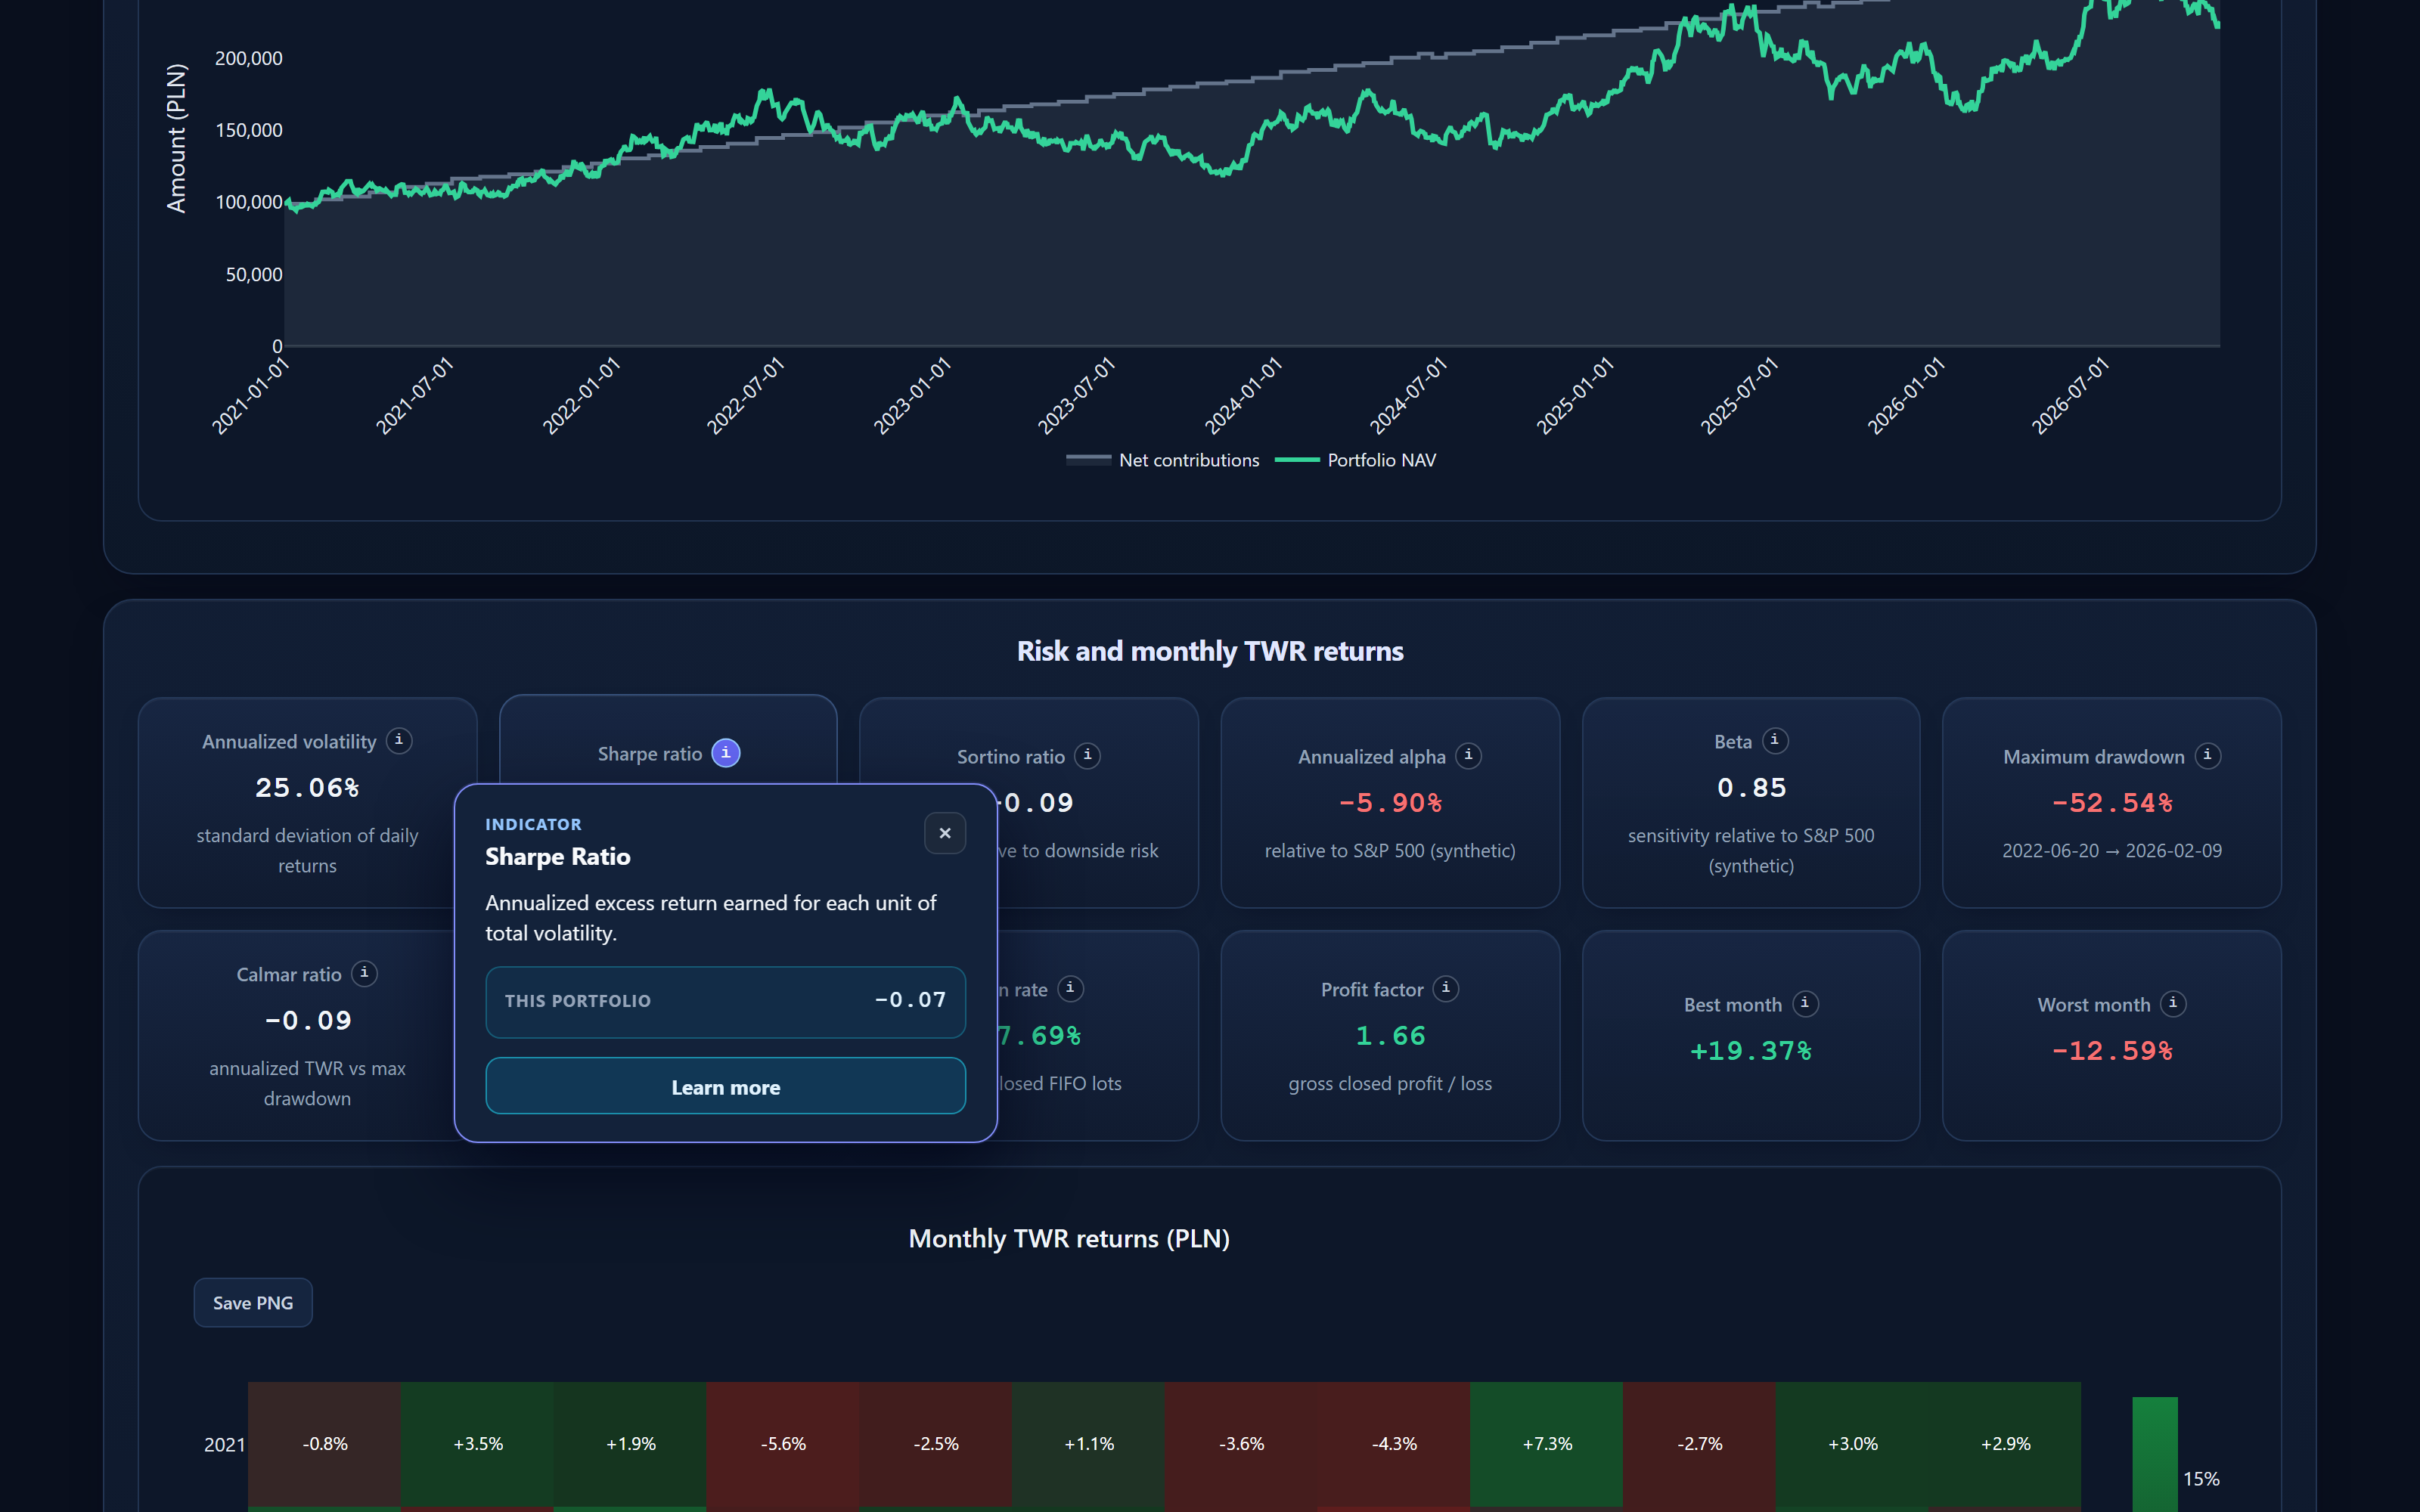 200,000
150,000
100,000
50,000
0
Amount (PLN)
2021-01-01
2021-07-01
2022-01-01
2022-07-01
2023-01-01
2023-07-01
2024-01-01
2024-07-01
2025-01-01
2025-07-01
2026-01-01
2026-07-01
Net contributions
Portfolio NAV
Risk and monthly TWR returns
Annualized volatility i
25.06%
standard deviation of daily
returns
Sharpe ratio i
Sortino ratio i
-0.09
ve to downside risk
Annualized alpha i
-5.90%
relative to S&P 500 (synthetic)
Beta i
0.85
sensitivity relative to S&P 500
(synthetic)
Maximum drawdown i
-52.54%
2022-06-20 → 2026-02-09
INDICATOR
Sharpe Ratio
×
Annualized excess return earned for each unit of
total volatility.
THIS PORTFOLIO -0.07
Learn more
Calmar ratio i
-0.09
annualized TWR vs max
drawdown
n rate i
7.69%
losed FIFO lots
Profit factor i
1.66
gross closed profit / loss
Best month i
+19.37%
Worst month i
-12.59%
Monthly TWR returns (PLN)
Save PNG
2021 -0.8% +3.5% +1.9% -5.6% -2.5% +1.1% -3.6% -4.3% +7.3% -2.7% +3.0% +2.9%
15%